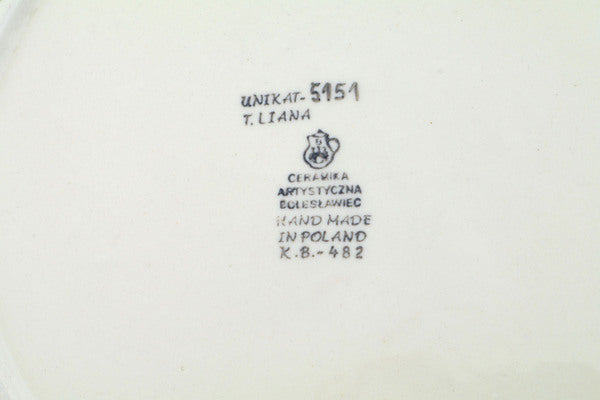 UNIKAT-5151
T. LIANA
CERAMIKA
ARTYSTYCZNA
BOLESŁAWIEC
HAND MADE
IN POLAND
K.B.-482